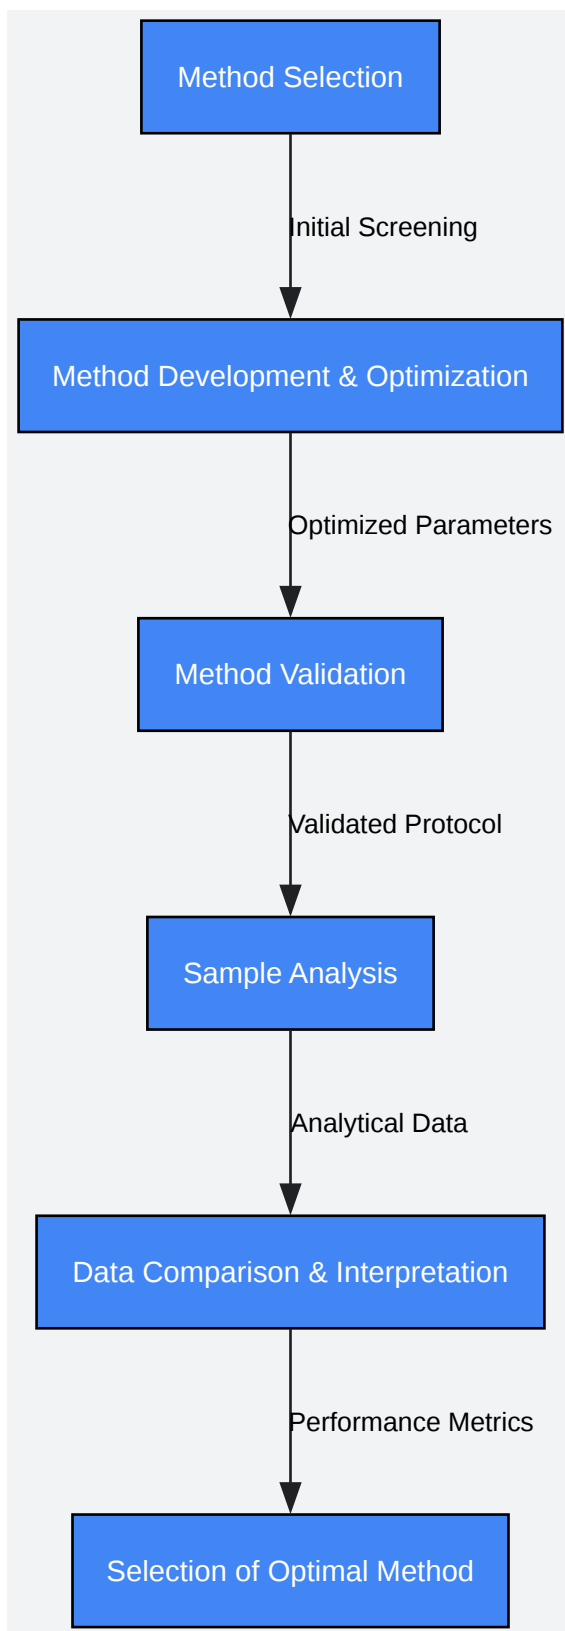 Method Selection
Initial Screening
Method Development & Optimization
Optimized Parameters
Method Validation
Validated Protocol
Sample Analysis
Analytical Data
Data Comparison & Interpretation
Performance Metrics
Selection of Optimal Method